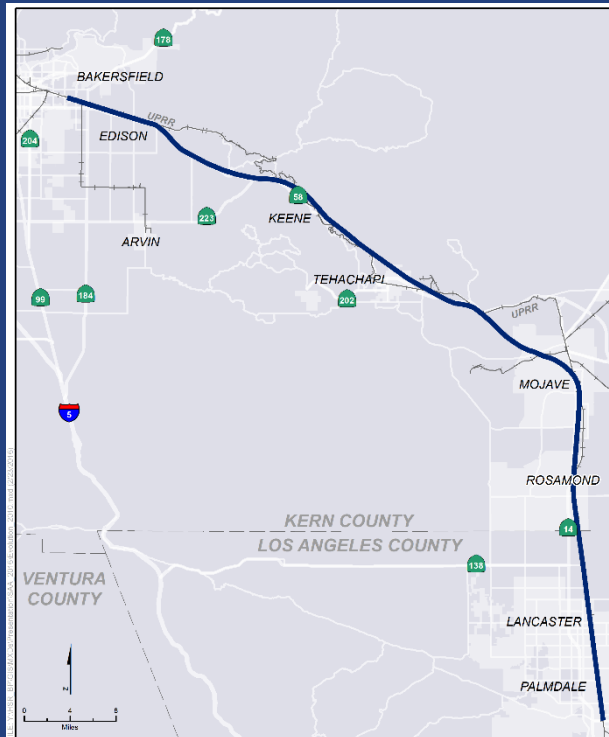 178
BAKERSFIELD
UPRR
EDISON
204
58
KEENE
223
ARVIN
TEHACHAPI
202
99
184
UPRR
MOJAVE
5
ROSAMOND
14
KERN COUNTY
LOS ANGELES COUNTY
138
VENTURA
COUNTY
LANCASTER
PALMDALE
N
0
4
8
Miles